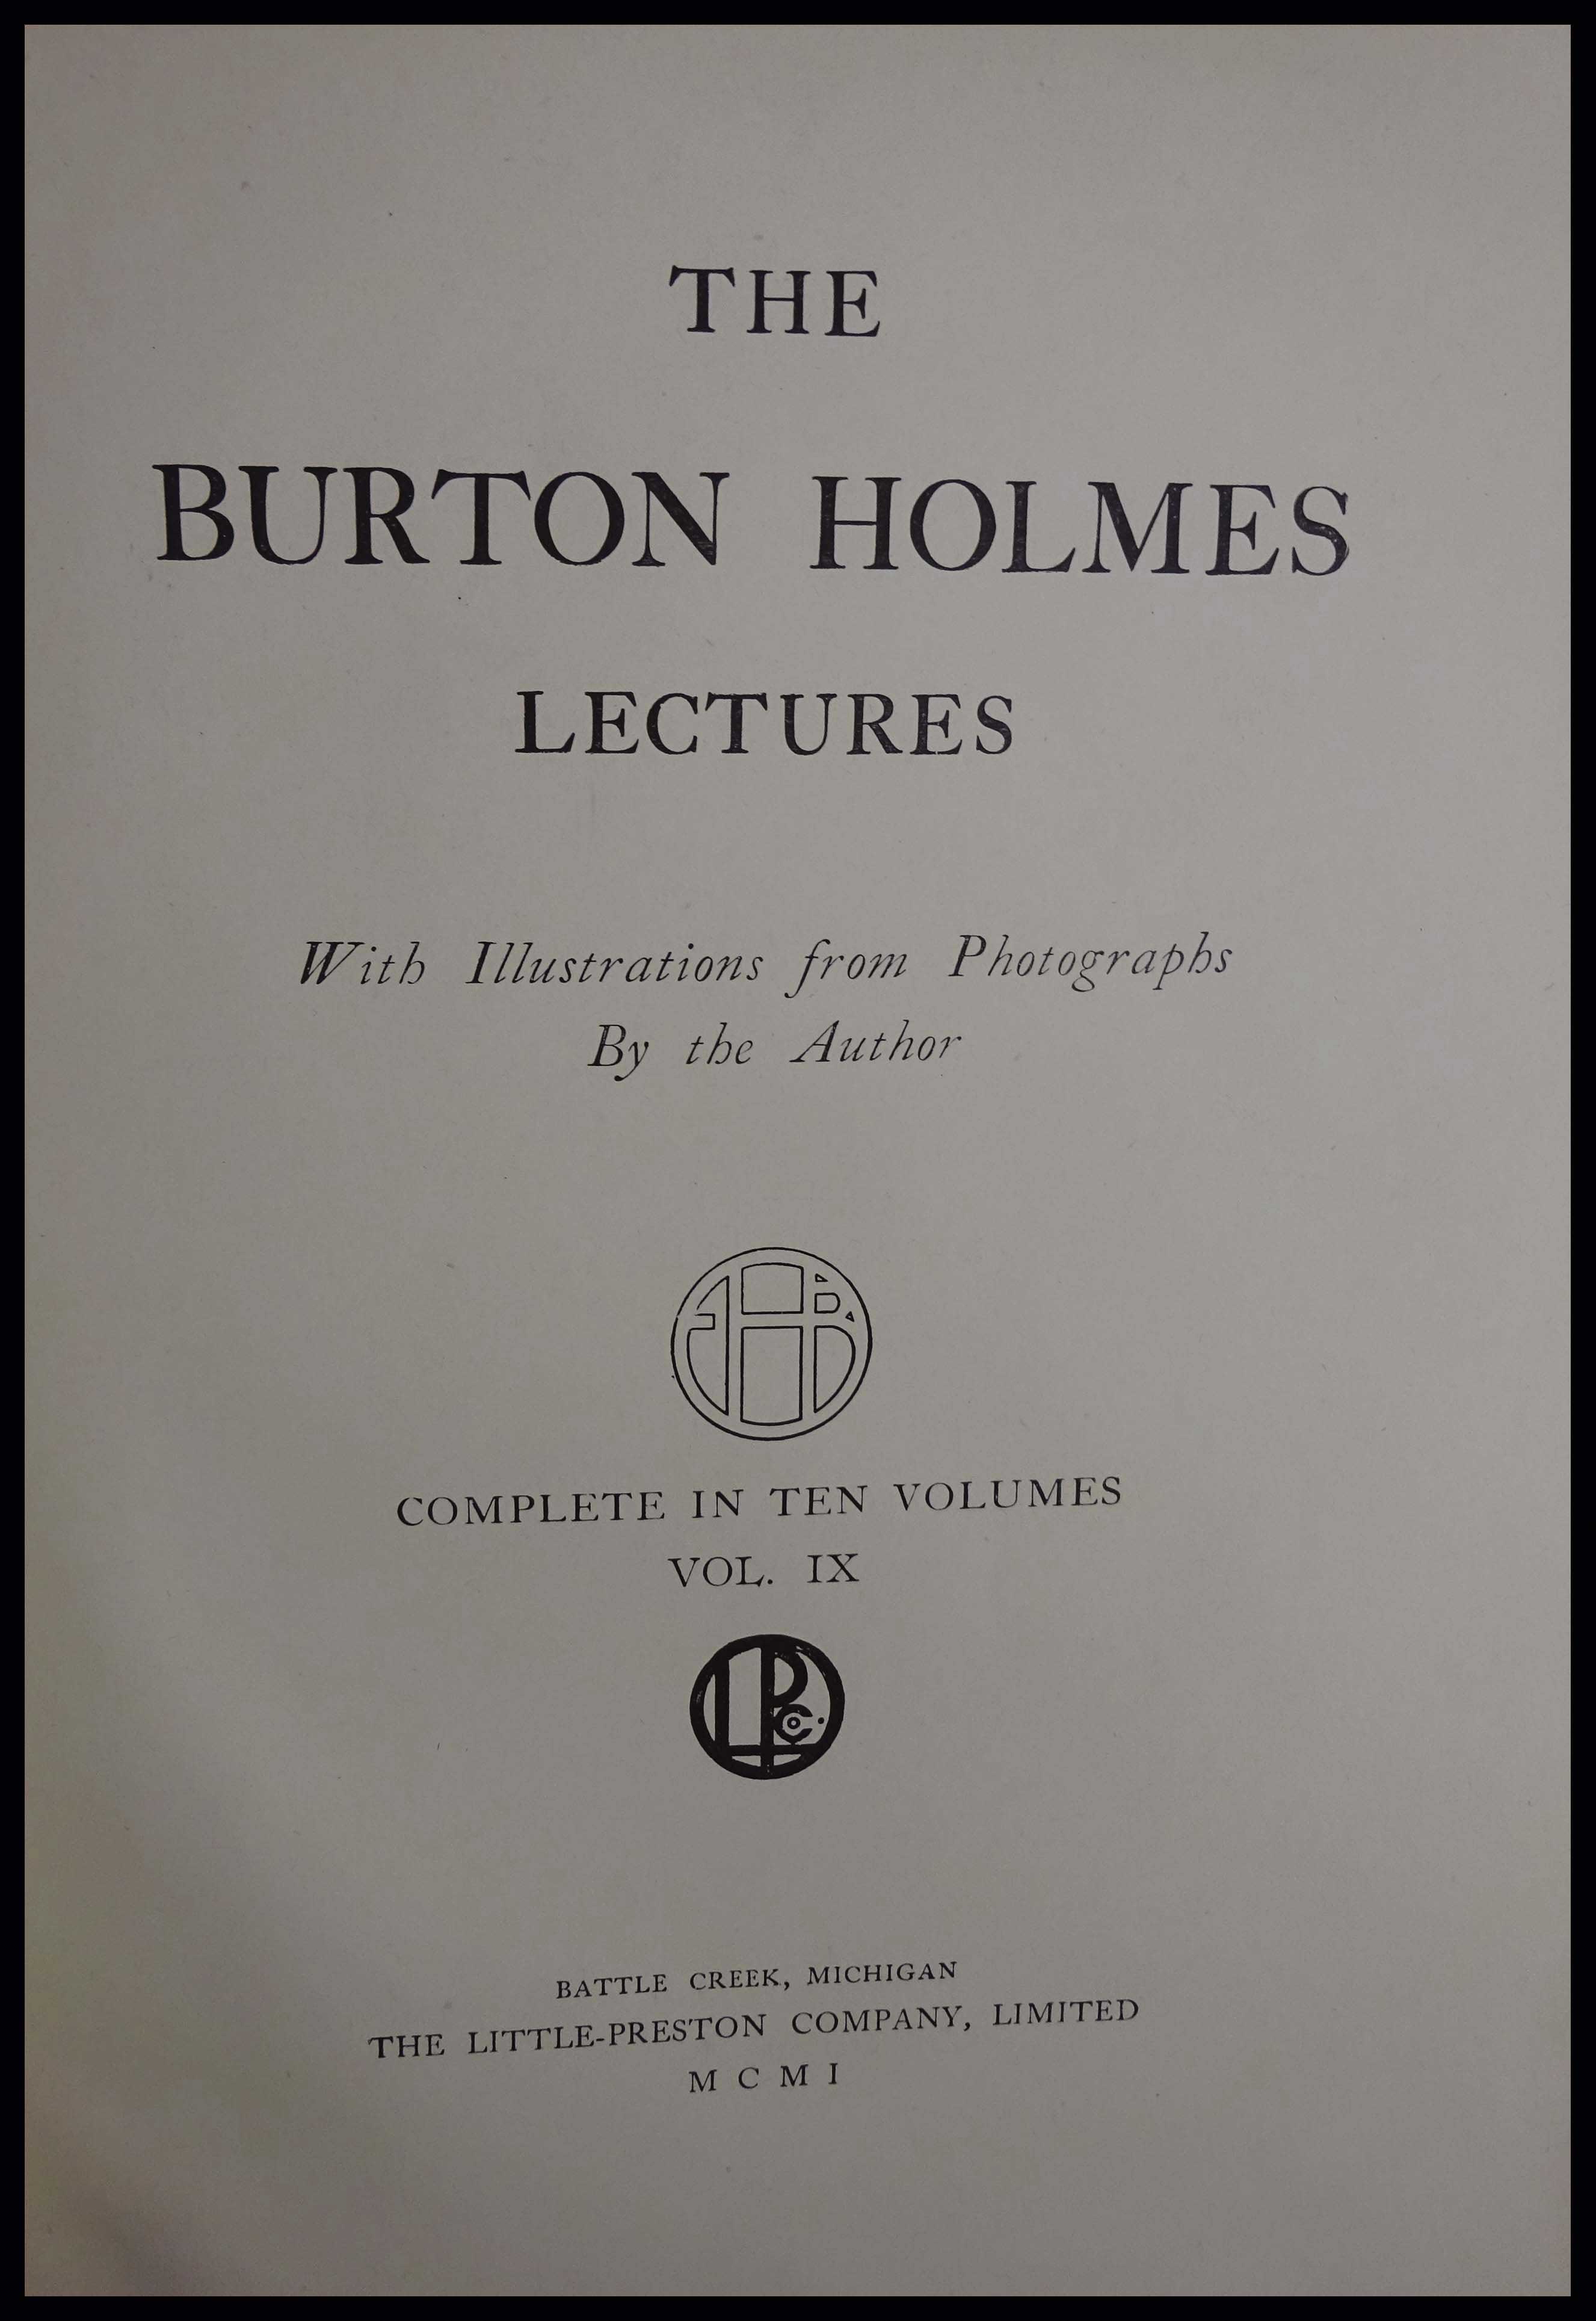 THE
BURTON HOLMES
LECTURES
With Illustrations from Photographs
By the Author
COMPLETE IN TEN VOLUMES
VOL. IX
LPCo.
BATTLE CREEK, MICHIGAN
THE LITTLE-PRESTON COMPANY, LIMITED
M C M I